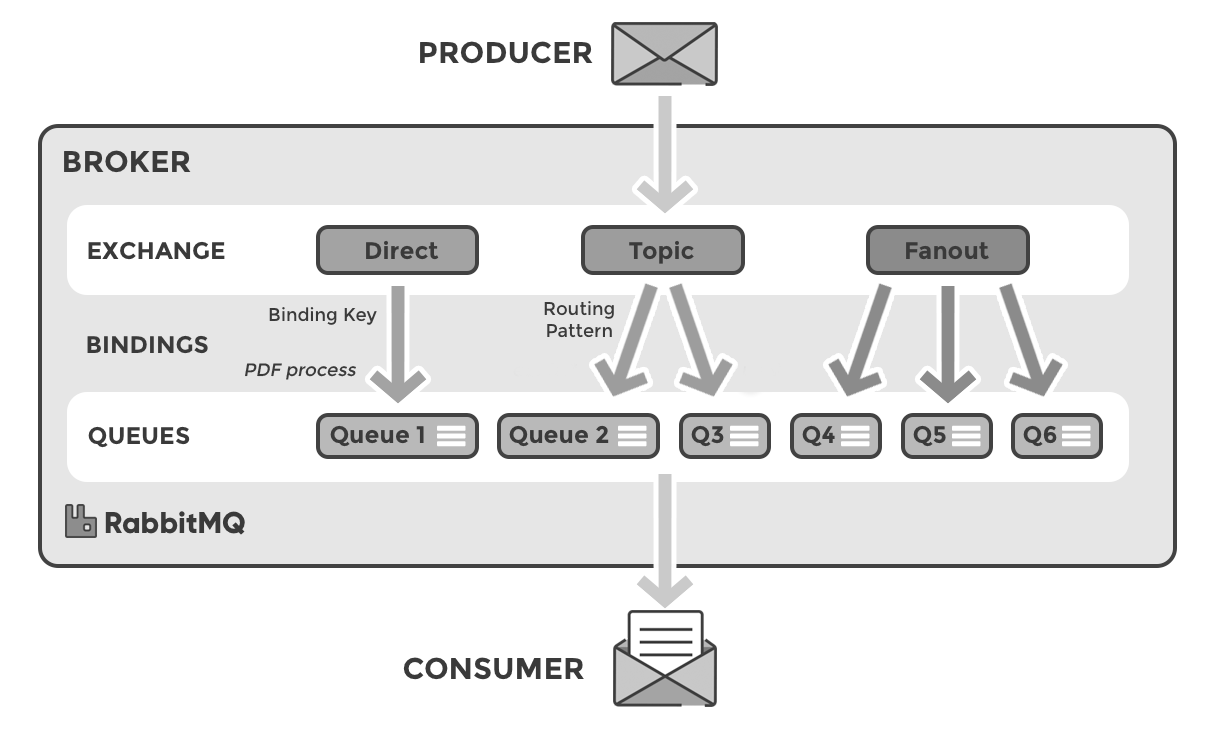 PRODUCER
BROKER
EXCHANGE
Direct
Topic
Fanout
Binding Key
Routing
Pattern
BINDINGS
PDF process
QUEUES
Queue 1
Queue 2
Q3
Q4
Q5
Q6
RabbitMQ
CONSUMER